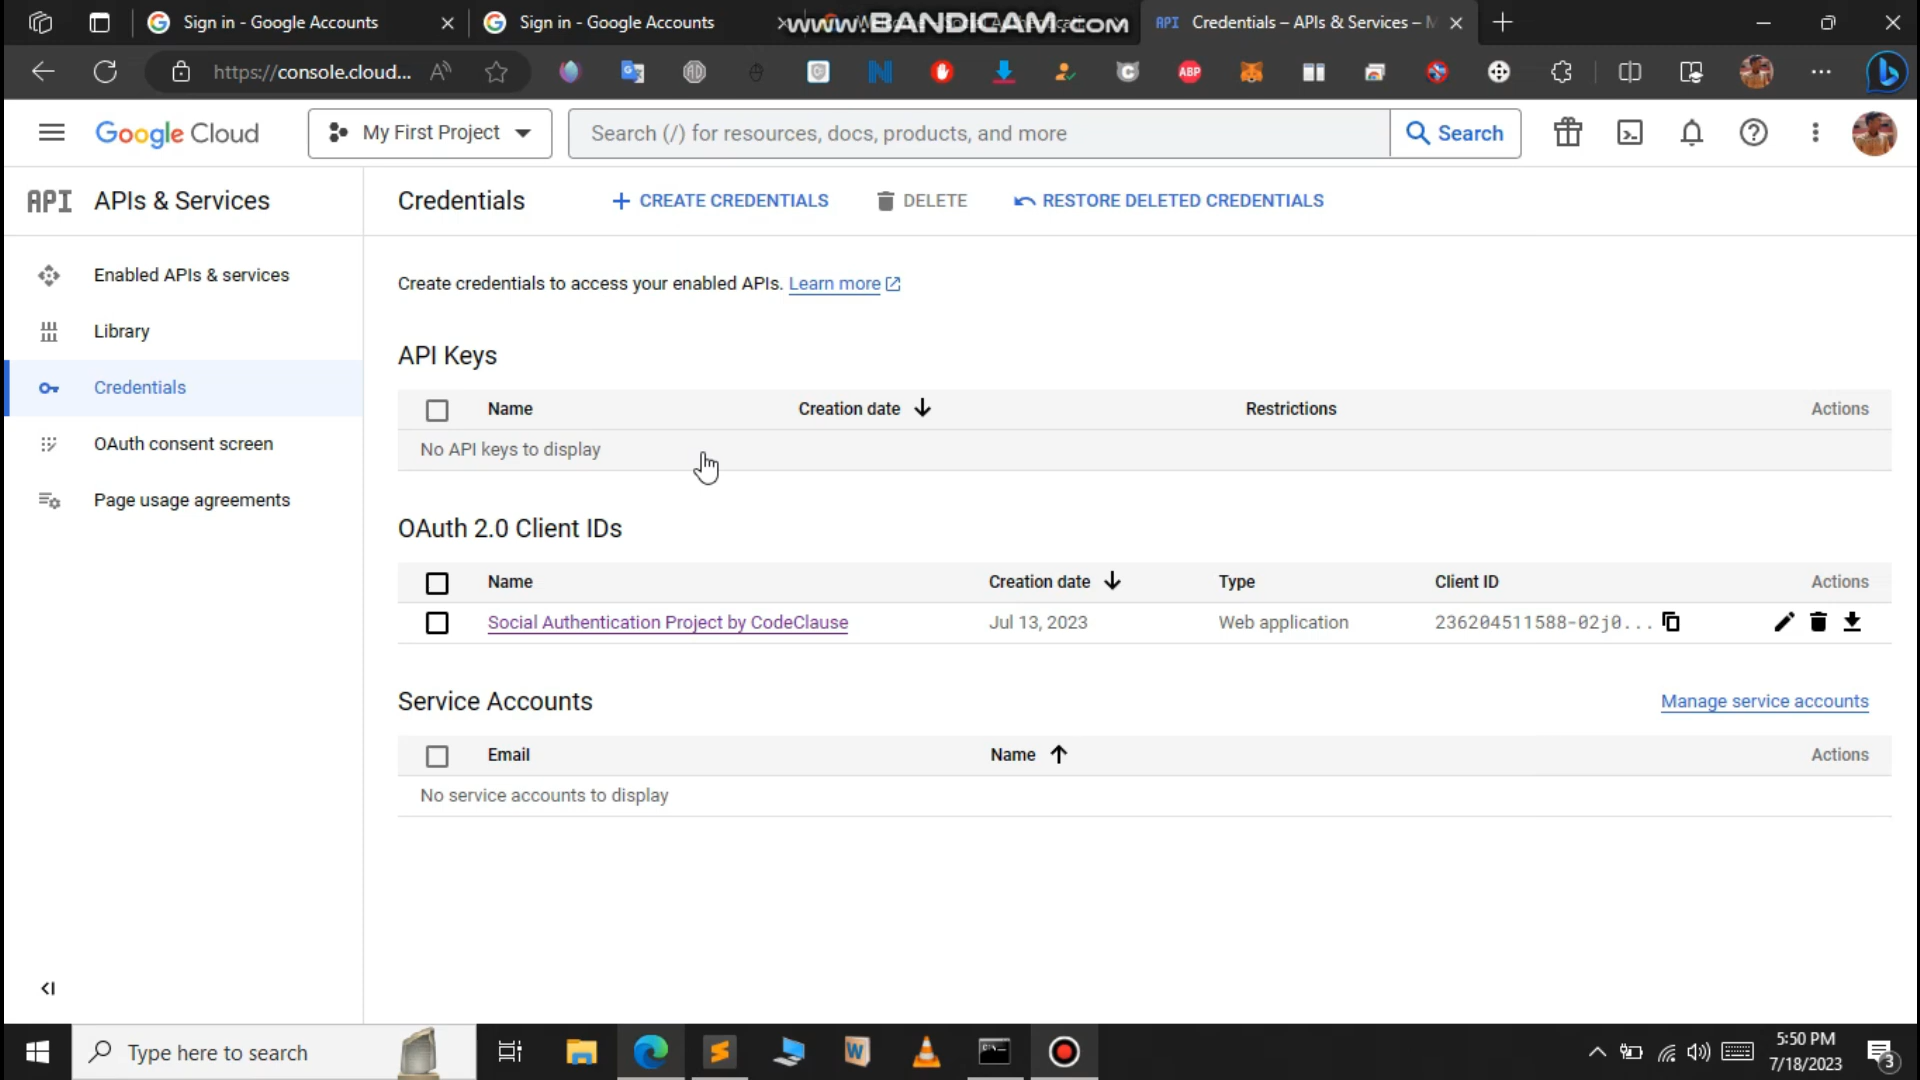 Sign in - Google Accounts
Sign in - Google Accounts
www.BANDICAM.com
API Credentials – APIs & Services –
https://console.cloud...
Google Cloud
My First Project
Search (/) for resources, docs, products, and more
Search
API APIs & Services
Credentials
CREATE CREDENTIALS
DELETE
RESTORE DELETED CREDENTIALS
Enabled APIs & services
Library
Credentials
OAuth consent screen
Page usage agreements
Create credentials to access your enabled APIs. Learn more
API Keys
Name Creation date Restrictions Actions
No API keys to display
OAuth 2.0 Client IDs
Name Creation date Type Client ID Actions
Social Authentication Project by CodeClause Jul 13, 2023 Web application 236204511588-02j0...
Service Accounts
Manage service accounts
Email Name Actions
No service accounts to display
Type here to search
5:50 PM
7/18/2023
3
ABP